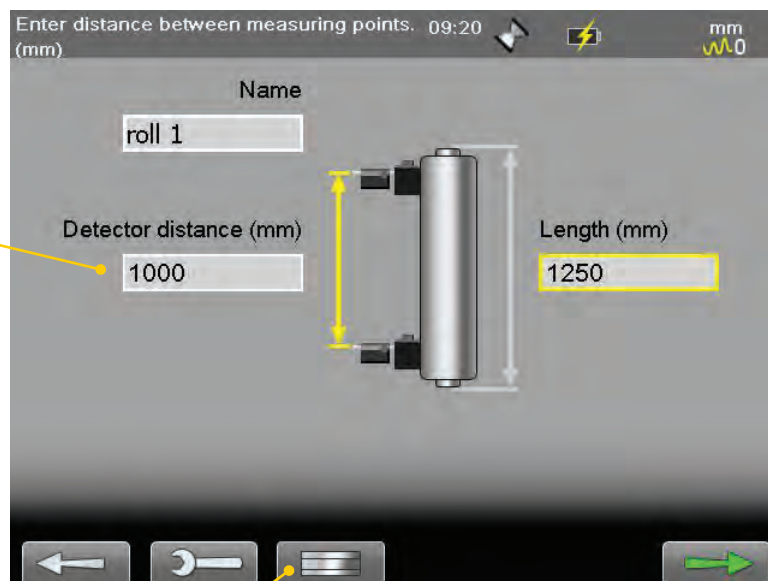 Enter distance between measuring points. 09:20 mm
(mm) 0
Name
roll 1
Detector distance (mm) Length (mm)
1000 1250